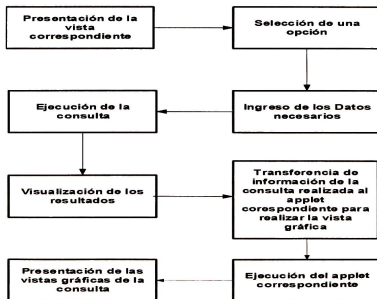 Presentación de la
vista
correspondiente
Selección de una
opción
Ejecución de la
consulta
Ingreso de los Datos
necesarios
Visualización de los
resultados
Transferencia de
información de la
consulta realizada al
applet
corespondiente para
realizar la vista
gráfica
Presentación de las
vistas gráficas de la
consulta
Ejecución del applet
correspondiente